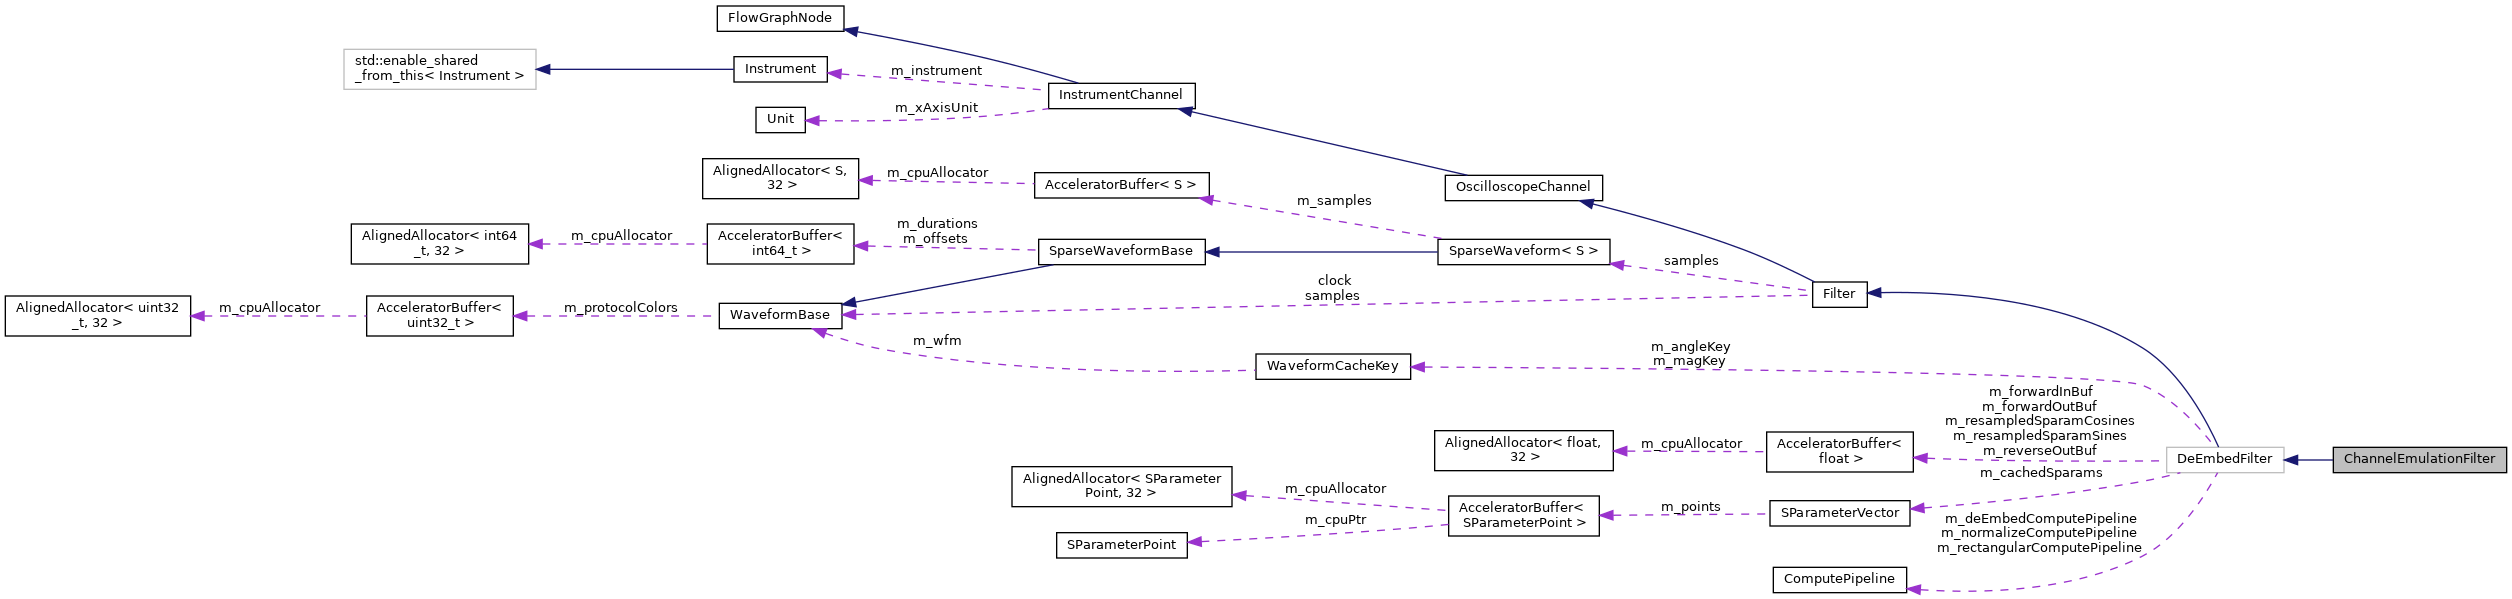 FlowGraphNode
std::enable_shared
_from_this< Instrument >
Instrument
m_instrument
InstrumentChannel
m_xAxisUnit
Unit
AlignedAllocator< S,
32 >
m_cpuAllocator
AcceleratorBuffer< S >
OscilloscopeChannel
m_samples
m_durations
m_offsets
AlignedAllocator< int64
_t, 32 >
m_cpuAllocator
AcceleratorBuffer<
int64_t >
SparseWaveformBase
SparseWaveform< S >
samples
clock
samples
Filter
AlignedAllocator< uint32
_t, 32 >
m_cpuAllocator
AcceleratorBuffer<
uint32_t >
m_protocolColors
WaveformBase
m_wfm
WaveformCacheKey
m_angleKey
m_magKey
m_forwardInBuf
m_forwardOutBuf
m_resampledSparamCosines
m_resampledSparamSines
m_reverseOutBuf
AlignedAllocator< float,
32 >
m_cpuAllocator
AcceleratorBuffer<
float >
DeEmbedFilter
ChannelEmulationFilter
m_cachedSparams
AlignedAllocator< SParameter
Point, 32 >
m_cpuAllocator
AcceleratorBuffer<
SParameterPoint >
m_points
SParameterVector
m_cpuPtr
SParameterPoint
m_deEmbedComputePipeline
m_normalizeComputePipeline
m_rectangularComputePipeline
ComputePipeline